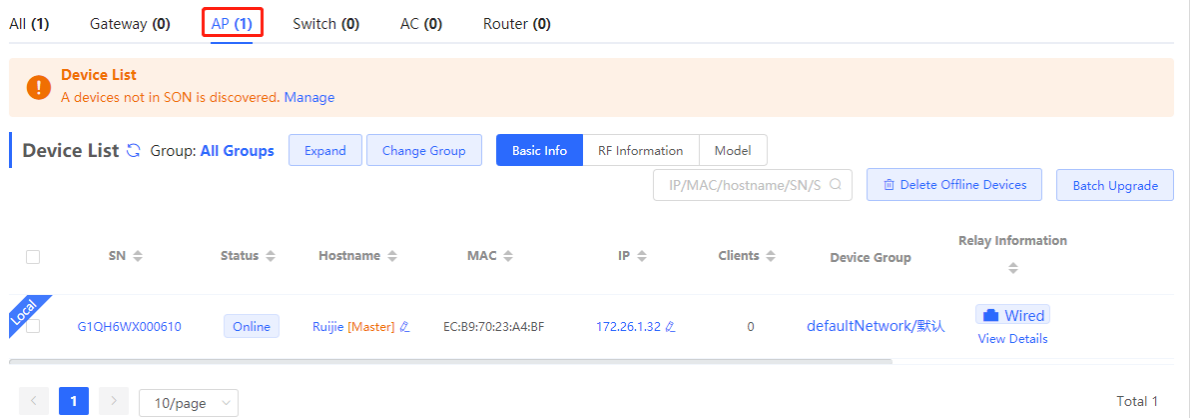 All (1) Gateway (0) AP (1) Switch (0) AC (0) Router (0)
Device List
A devices not in SON is discovered. Manage
Device List Group: All Groups Expand Change Group Basic Info RF Information Model
IP/MAC/hostname/SN/S Delete Offline Devices Batch Upgrade
SN Status Hostname MAC IP Clients Device Group Relay Information
Local
G1QH6WX000610 Online Ruijie [Master] EC:B9:70:23:A4:BF 172.26.1.32 0 defaultNetwork/默认 Wired
View Details
< 1 > 10/page Total 1